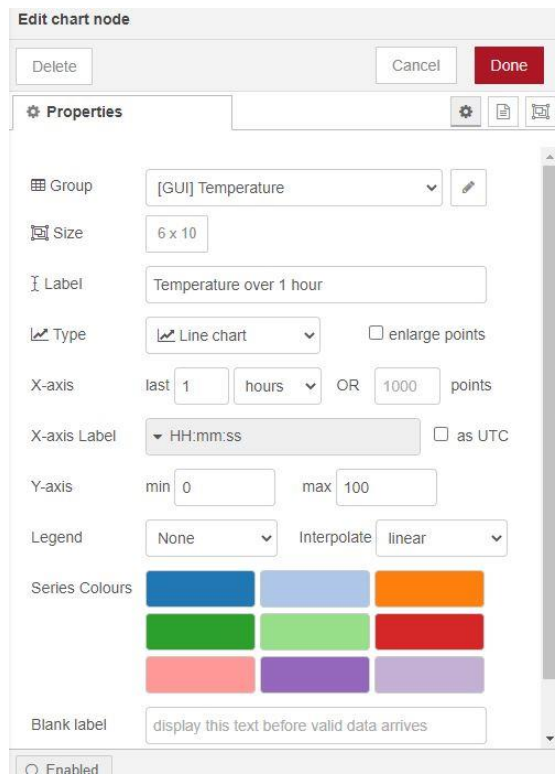 Edit chart node
Delete Cancel Done
Properties
Group [GUI] Temperature
Size 6 x 10
Label Temperature over 1 hour
Type Line chart enlarge points
X-axis last 1 hours OR 1000 points
X-axis Label HH:mm:ss as UTC
Y-axis min 0 max 100
Legend None Interpolate linear
Series Colours
Blank label display this text before valid data arrives
Enabled